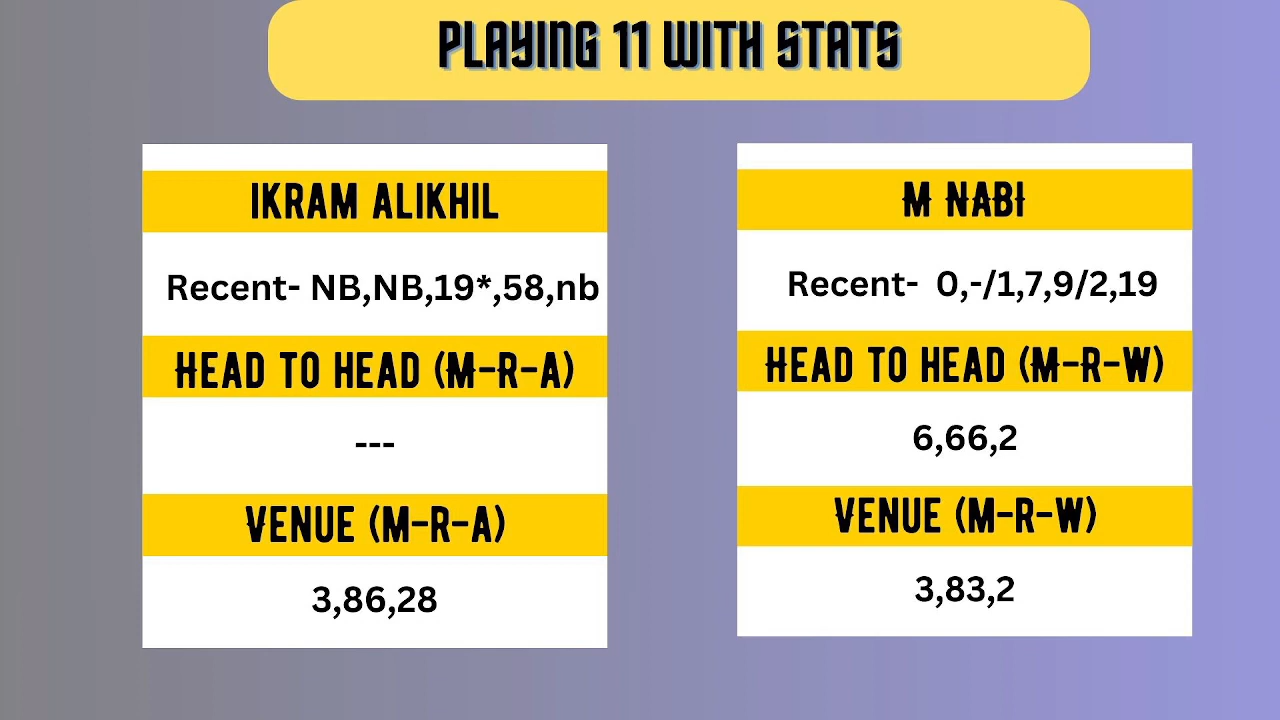 PLAYING 11 WITH STATS
IKRAM ALIKHIL
Recent- NB,NB,19*,58,nb
HEAD TO HEAD (M-R-A)
---
VENUE (M-R-A)
3,86,28
M NABI
Recent- 0,-/1,7,9/2,19
HEAD TO HEAD (M-R-W)
6,66,2
VENUE (M-R-W)
3,83,2